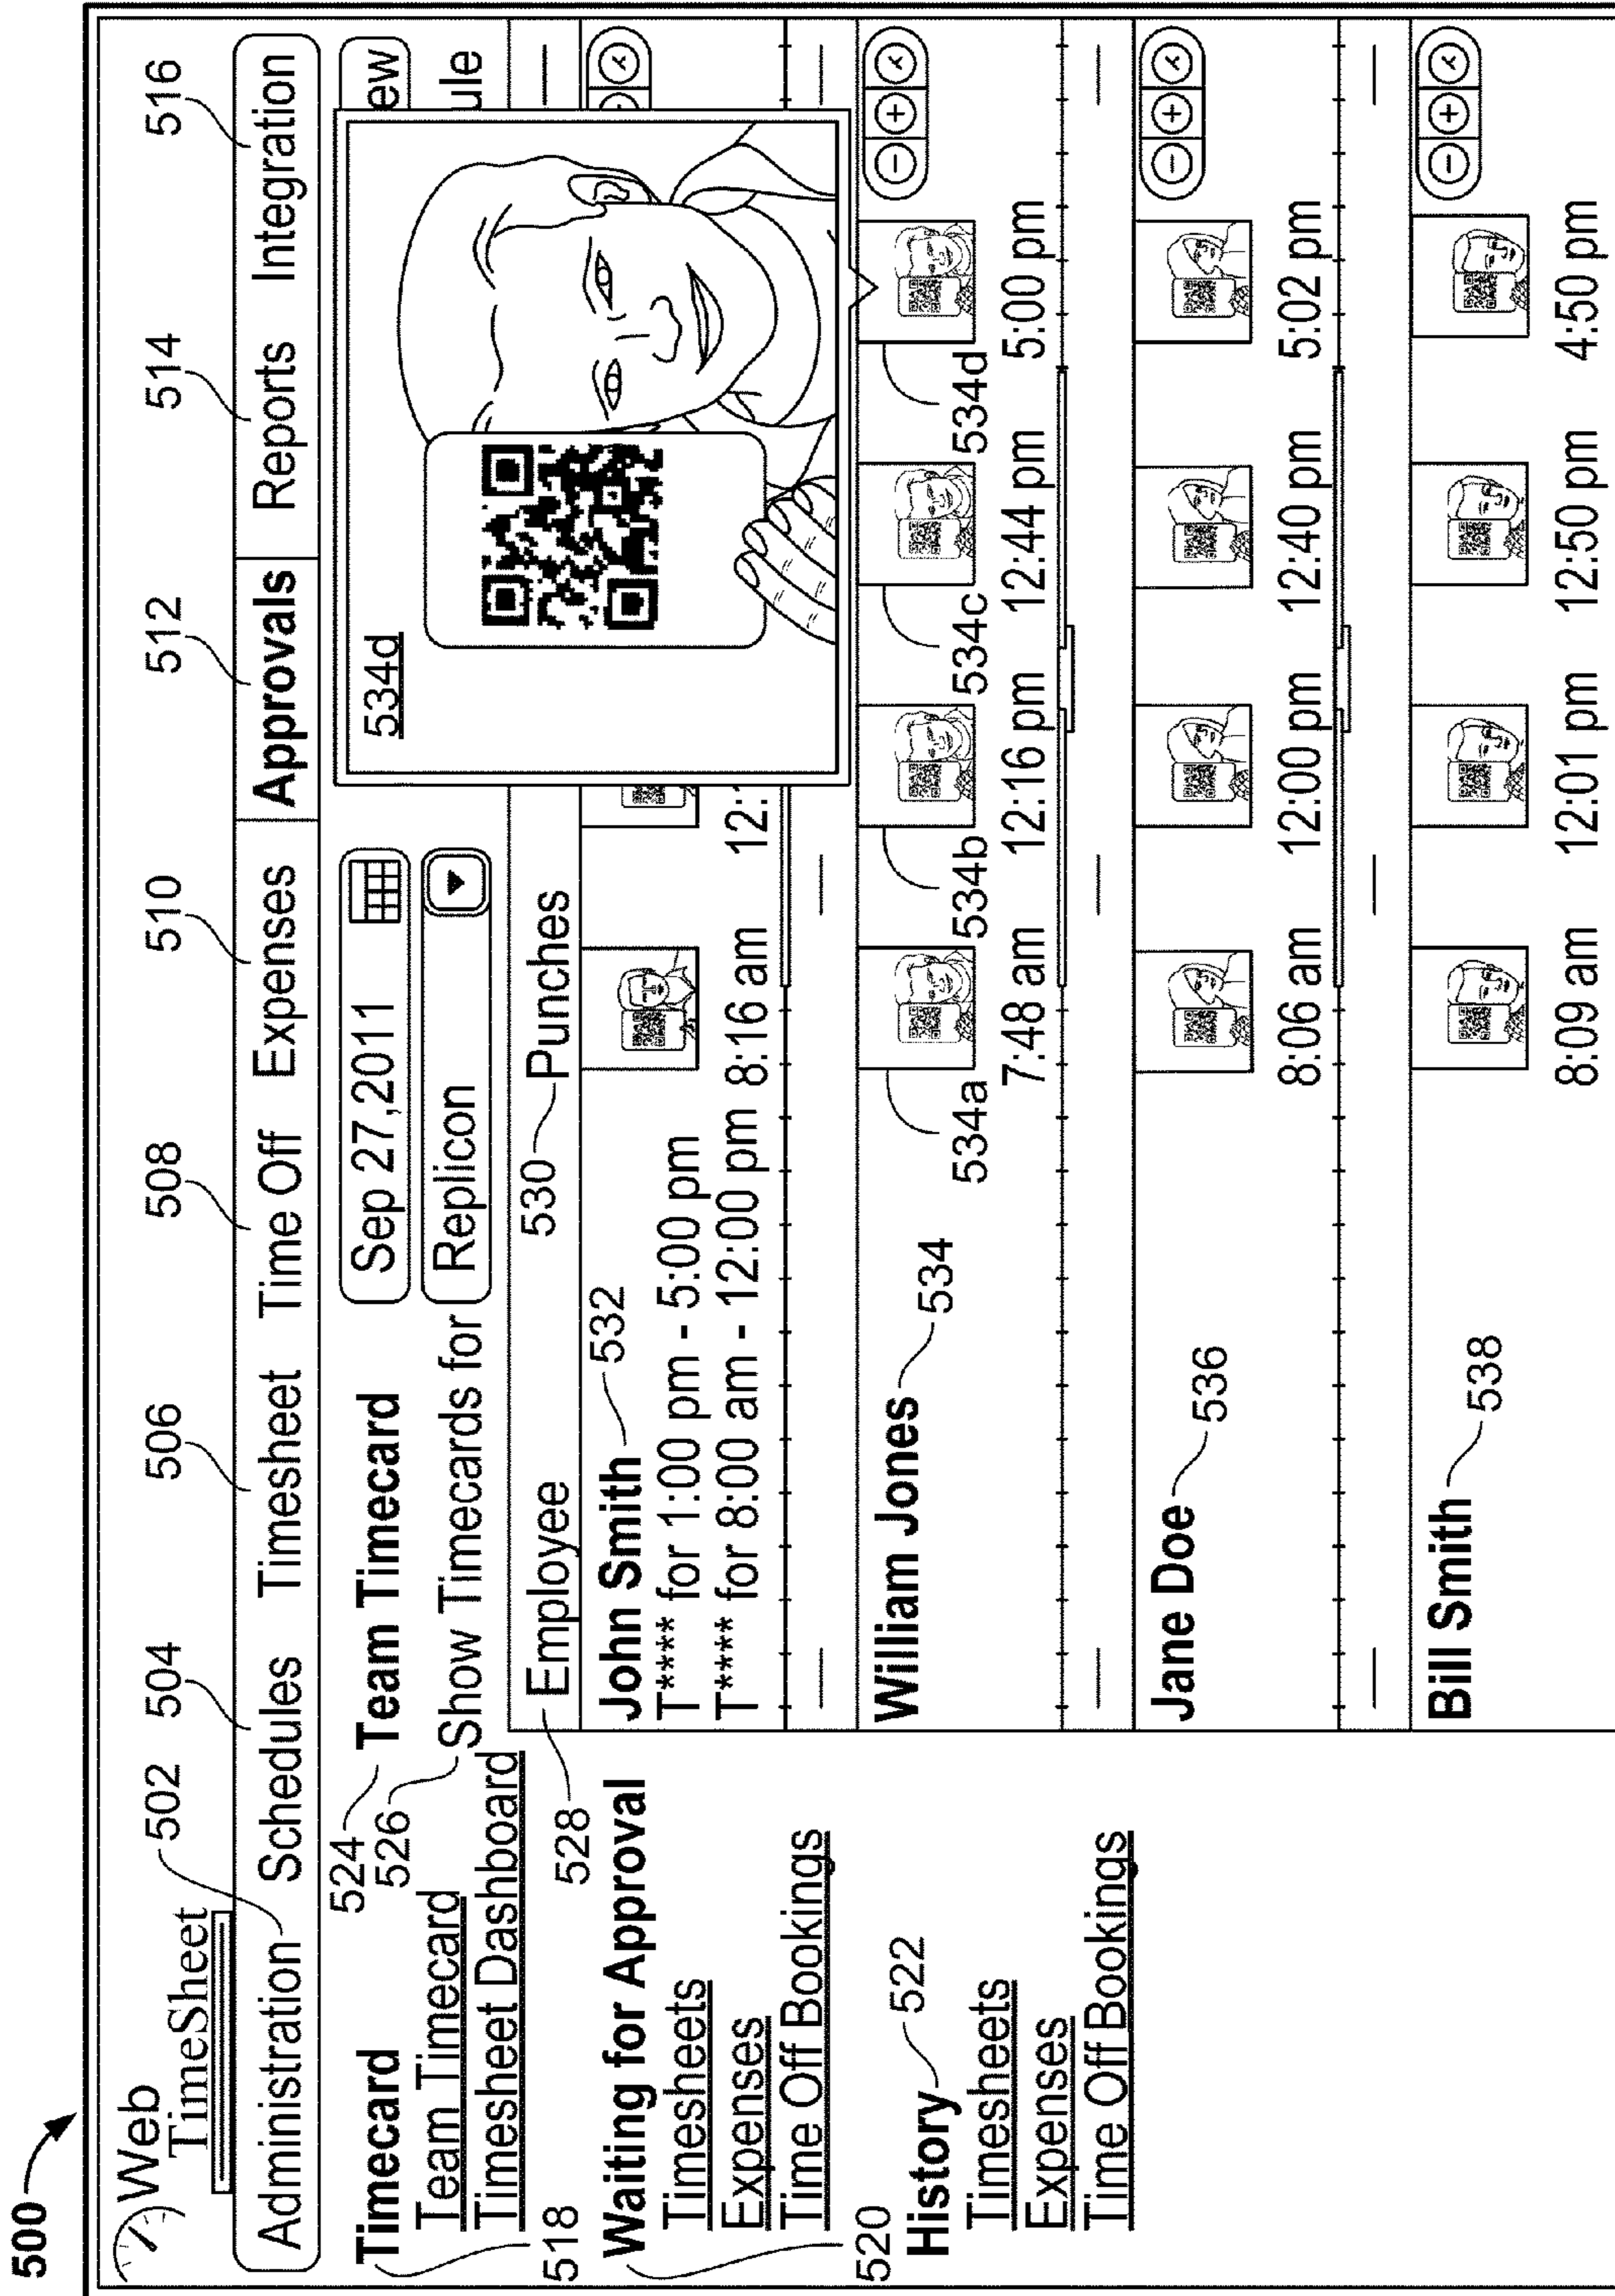 500
Web
TimeSheet
502 504 506 508 510 512 514 516
Administration Schedules Timesheet Time Off Expenses Approvals Reports Integration
Timecard
Team Timecard
Timesheet Dashboard
518
Waiting for Approval
Timesheets
Expenses
Time Off Bookings
520
History 522
Timesheets
Expenses
Time Off Bookings
524 Team Timecard Sep 27,2011 ew
526 Show Timecards for Replicon ule
528 Employee 530 Punches
534d
John Smith 532
T**** for 1:00 pm - 5:00 pm
T**** for 8:00 am - 12:00 pm 8:16 am 12:1
William Jones 534
534a 534b 534c 534d
7:48 am 12:16 pm 12:44 pm 5:00 pm
Jane Doe 536
8:06 am 12:00 pm 12:40 pm 5:02 pm
Bill Smith 538
8:09 am 12:01 pm 12:50 pm 4:50 pm